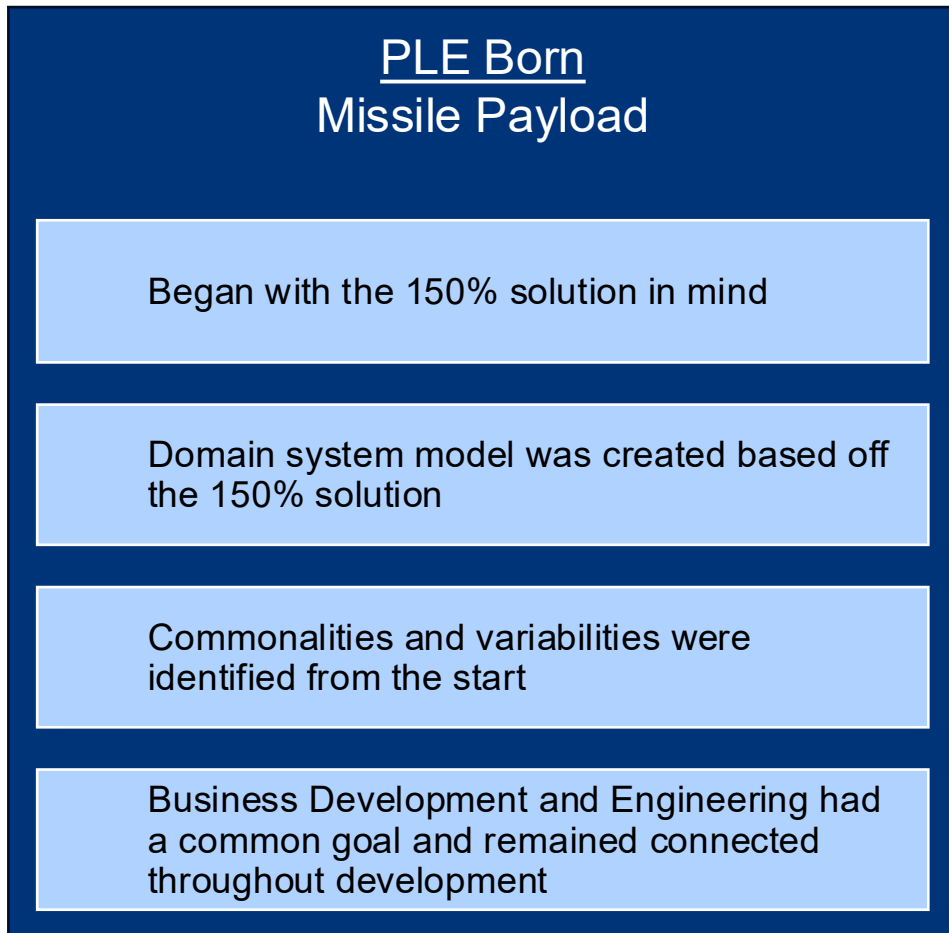 PLE Born
Missile Payload
Began with the 150% solution in mind
Domain system model was created based off
the 150% solution
Commonalities and variabilities were
identified from the start
Business Development and Engineering had
a common goal and remained connected
throughout development